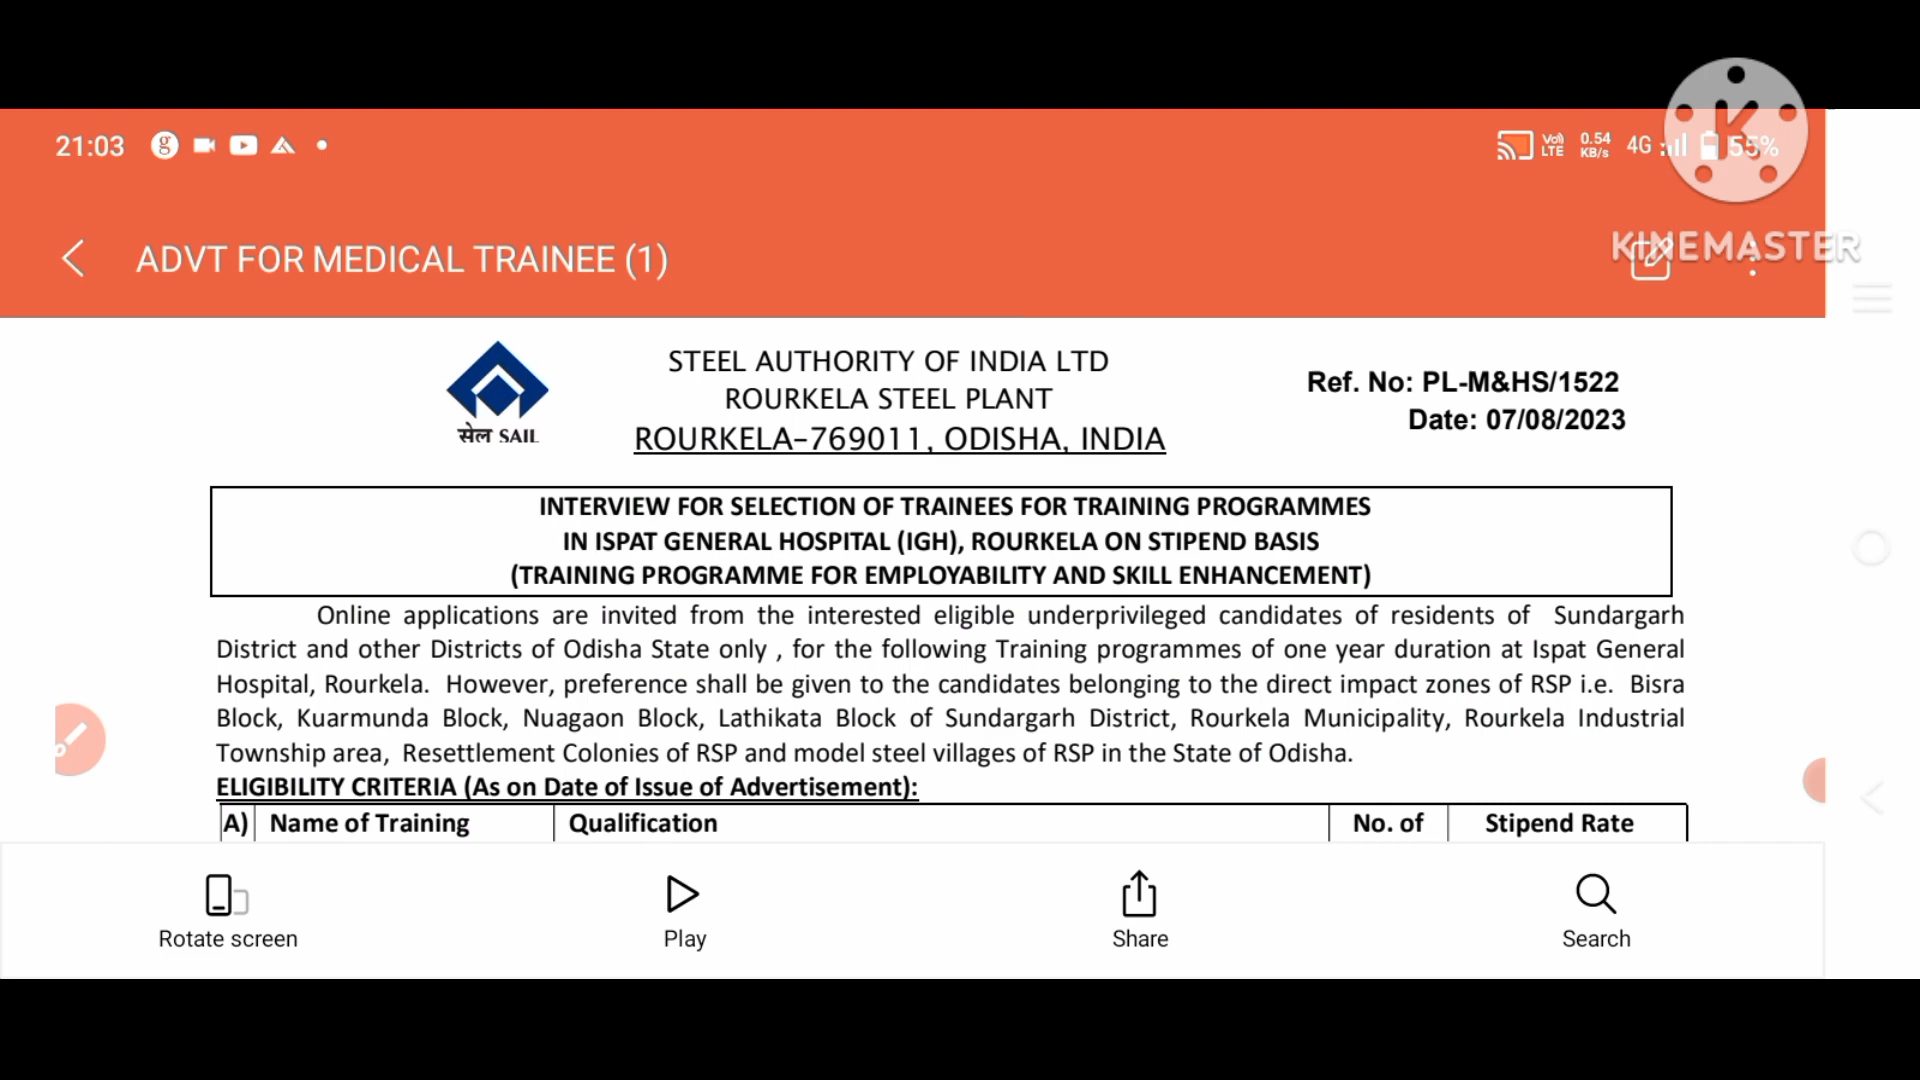 21:03
Vo)) LTE 0.54 KB/s 4G 55%
ADVT FOR MEDICAL TRAINEE (1)
KINEMASTER
सेल SAIL
STEEL AUTHORITY OF INDIA LTD
ROURKELA STEEL PLANT
ROURKELA-769011, ODISHA, INDIA
Ref. No: PL-M&HS/1522
Date: 07/08/2023
INTERVIEW FOR SELECTION OF TRAINEES FOR TRAINING PROGRAMMES
IN ISPAT GENERAL HOSPITAL (IGH), ROURKELA ON STIPEND BASIS
(TRAINING PROGRAMME FOR EMPLOYABILITY AND SKILL ENHANCEMENT)
Online applications are invited from the interested eligible underprivileged candidates of residents of Sundargarh
District and other Districts of Odisha State only , for the following Training programmes of one year duration at Ispat General
Hospital, Rourkela. However, preference shall be given to the candidates belonging to the direct impact zones of RSP i.e. Bisra
Block, Kuarmunda Block, Nuagaon Block, Lathikata Block of Sundargarh District, Rourkela Municipality, Rourkela Industrial
Township area, Resettlement Colonies of RSP and model steel villages of RSP in the State of Odisha.
ELIGIBILITY CRITERIA (As on Date of Issue of Advertisement):
A) Name of Training Qualification No. of Stipend Rate
Rotate screen Play Share Search